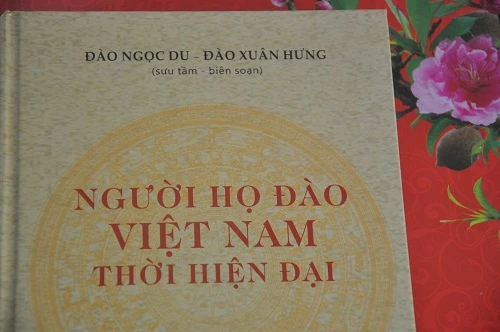 ĐÀO NGỌC DU - ĐÀO XUÂN HƯNG
(sưu tầm - biên soạn)
NGƯỜI HỌ ĐÀO
VIỆT NAM
THỜI HIỆN ĐẠI